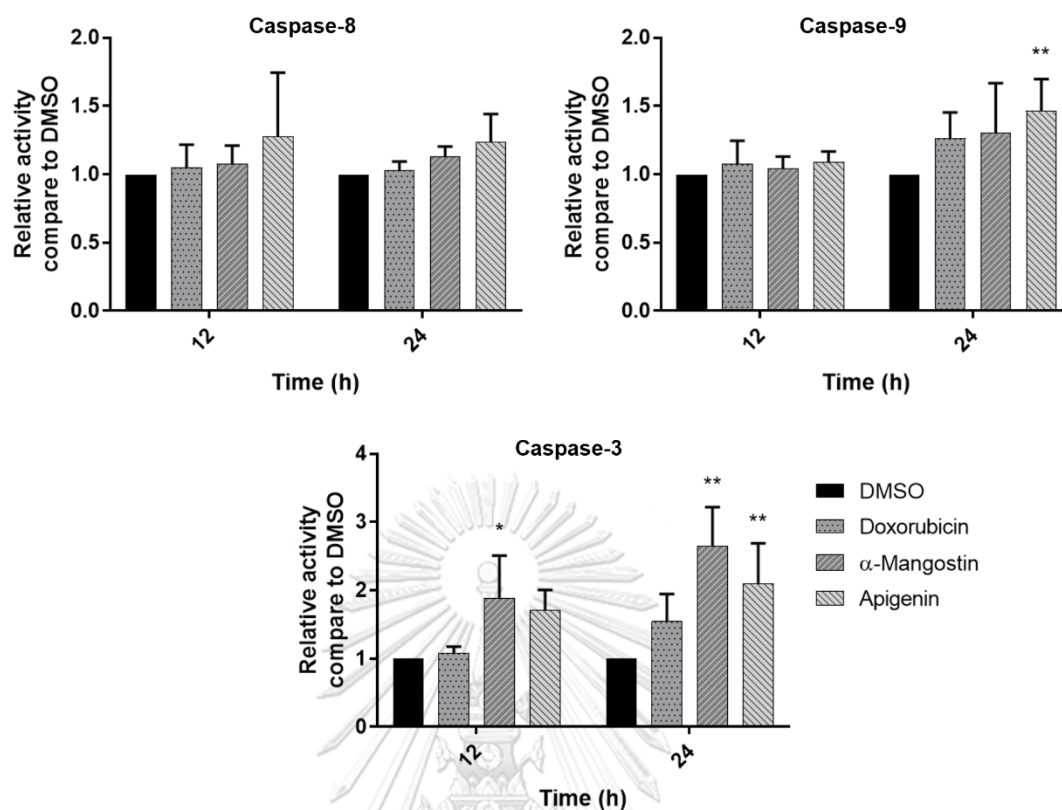 Caspase-8
Relative activity
compare to DMSO
2.0
1.5
1.0
0.5
0.0
12
24
Time (h)
Caspase-9
Relative activity
compare to DMSO
2.0
1.5
1.0
0.5
0.0
**
12
24
Time (h)
Caspase-3
Relative activity
compare to DMSO
4
3
2
1
0
*
**
**
12
24
Time (h)
DMSO
Doxorubicin
α-Mangostin
Apigenin